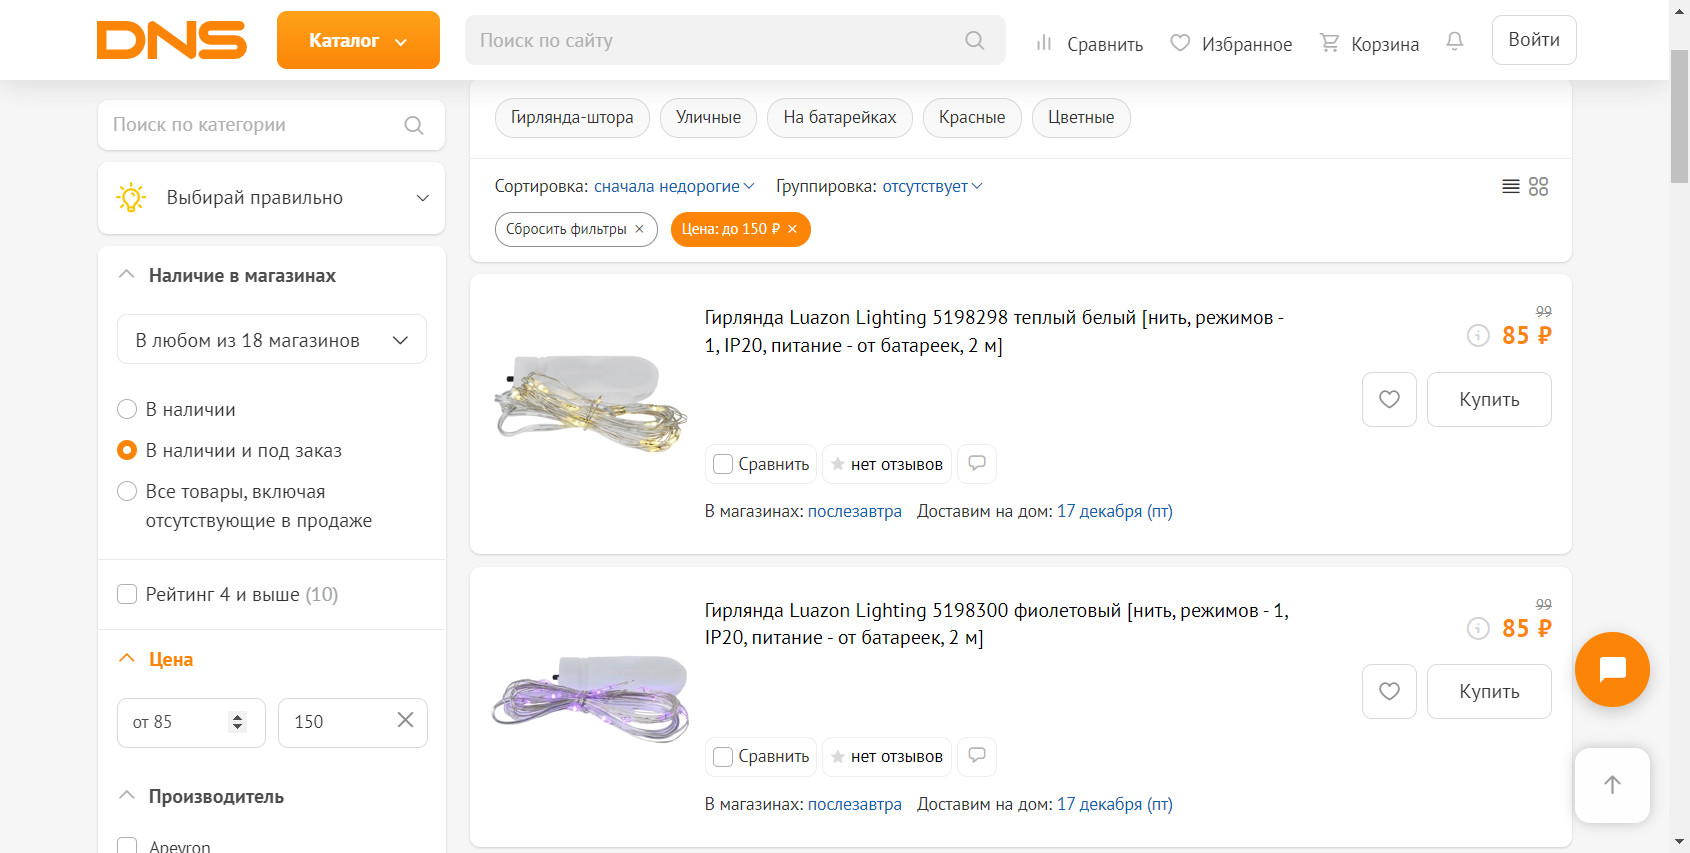 DNS
Каталог
Поиск по сайту
Сравнить
Избранное
Корзина
Войти
Поиск по категории
Выбирай правильно
Наличие в магазинах
В любом из 18 магазинов
В наличии
В наличии и под заказ
Все товары, включая
отсутствующие в продаже
Рейтинг 4 и выше (10)
Цена
от 85
150
Производитель
Apeyron
Гирлянда-штора
Уличные
На батарейках
Красные
Цветные
Сортировка: сначала недорогие
Группировка: отсутствует
Сбросить фильтры ×
Цена: до 150 ₽ ×
Гирлянда Luazon Lighting 5198298 теплый белый [нить, режимов -
1, IP20, питание - от батареек, 2 м]
99
85 ₽
Купить
Сравнить
нет отзывов
В магазинах: послезавтра Доставим на дом: 17 декабря (пт)
Гирлянда Luazon Lighting 5198300 фиолетовый [нить, режимов - 1,
IP20, питание - от батареек, 2 м]
99
85 ₽
Купить
Сравнить
нет отзывов
В магазинах: послезавтра Доставим на дом: 17 декабря (пт)